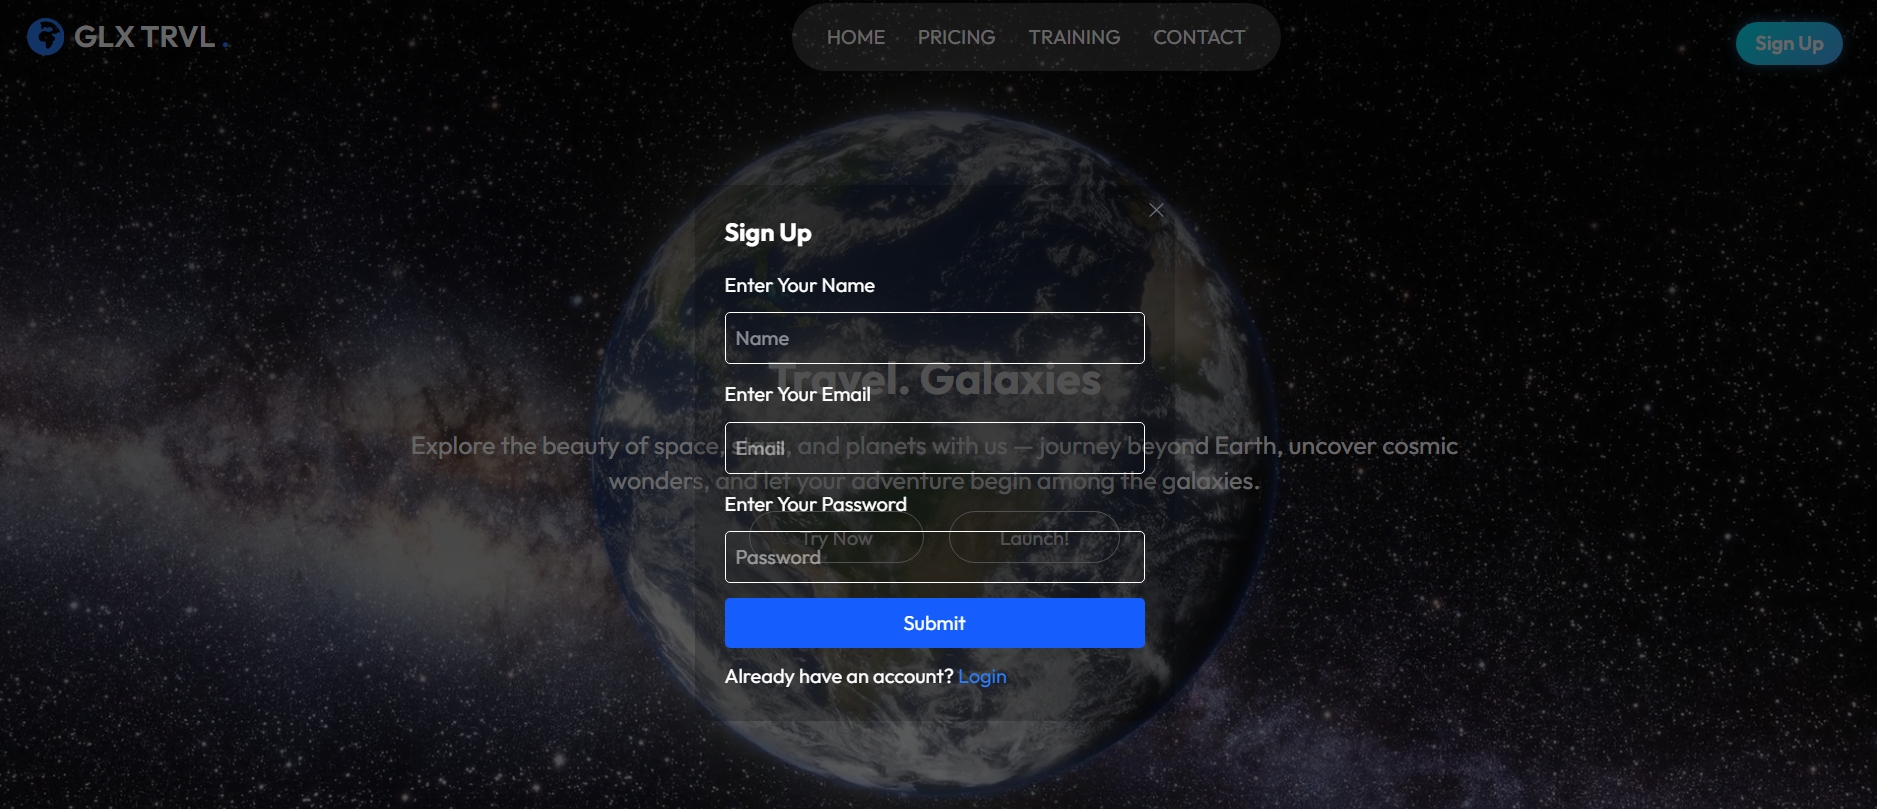 GLX TRVL .
HOME PRICING TRAINING CONTACT
Sign Up
Sign Up
Enter Your Name
Name
Travel. Galaxies
Enter Your Email
Email
Explore the beauty of space, stars, and planets with us — journey beyond Earth, uncover cosmic
wonders, and let your adventure begin among the galaxies.
Enter Your Password
Try Now Launch!
Password
Submit
Already have an account? Login